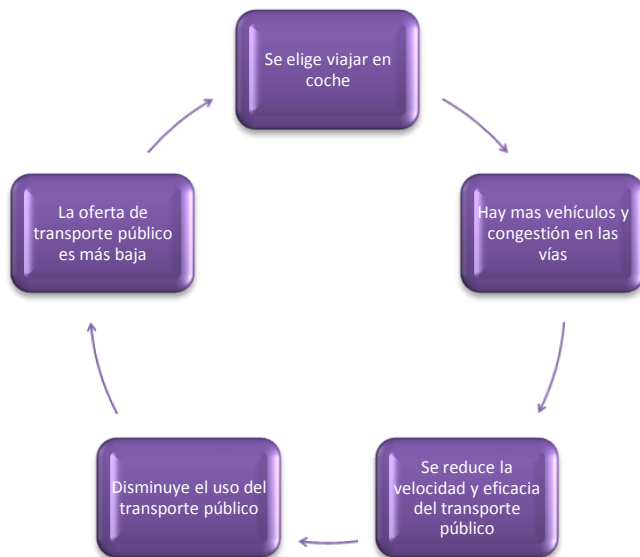 Se elige viajar en
coche
Hay mas vehículos y
congestión en las
vías
Se reduce la
velocidad y eficacia
del transporte
público
Disminuye el uso del
transporte público
La oferta de
transporte público
es más baja